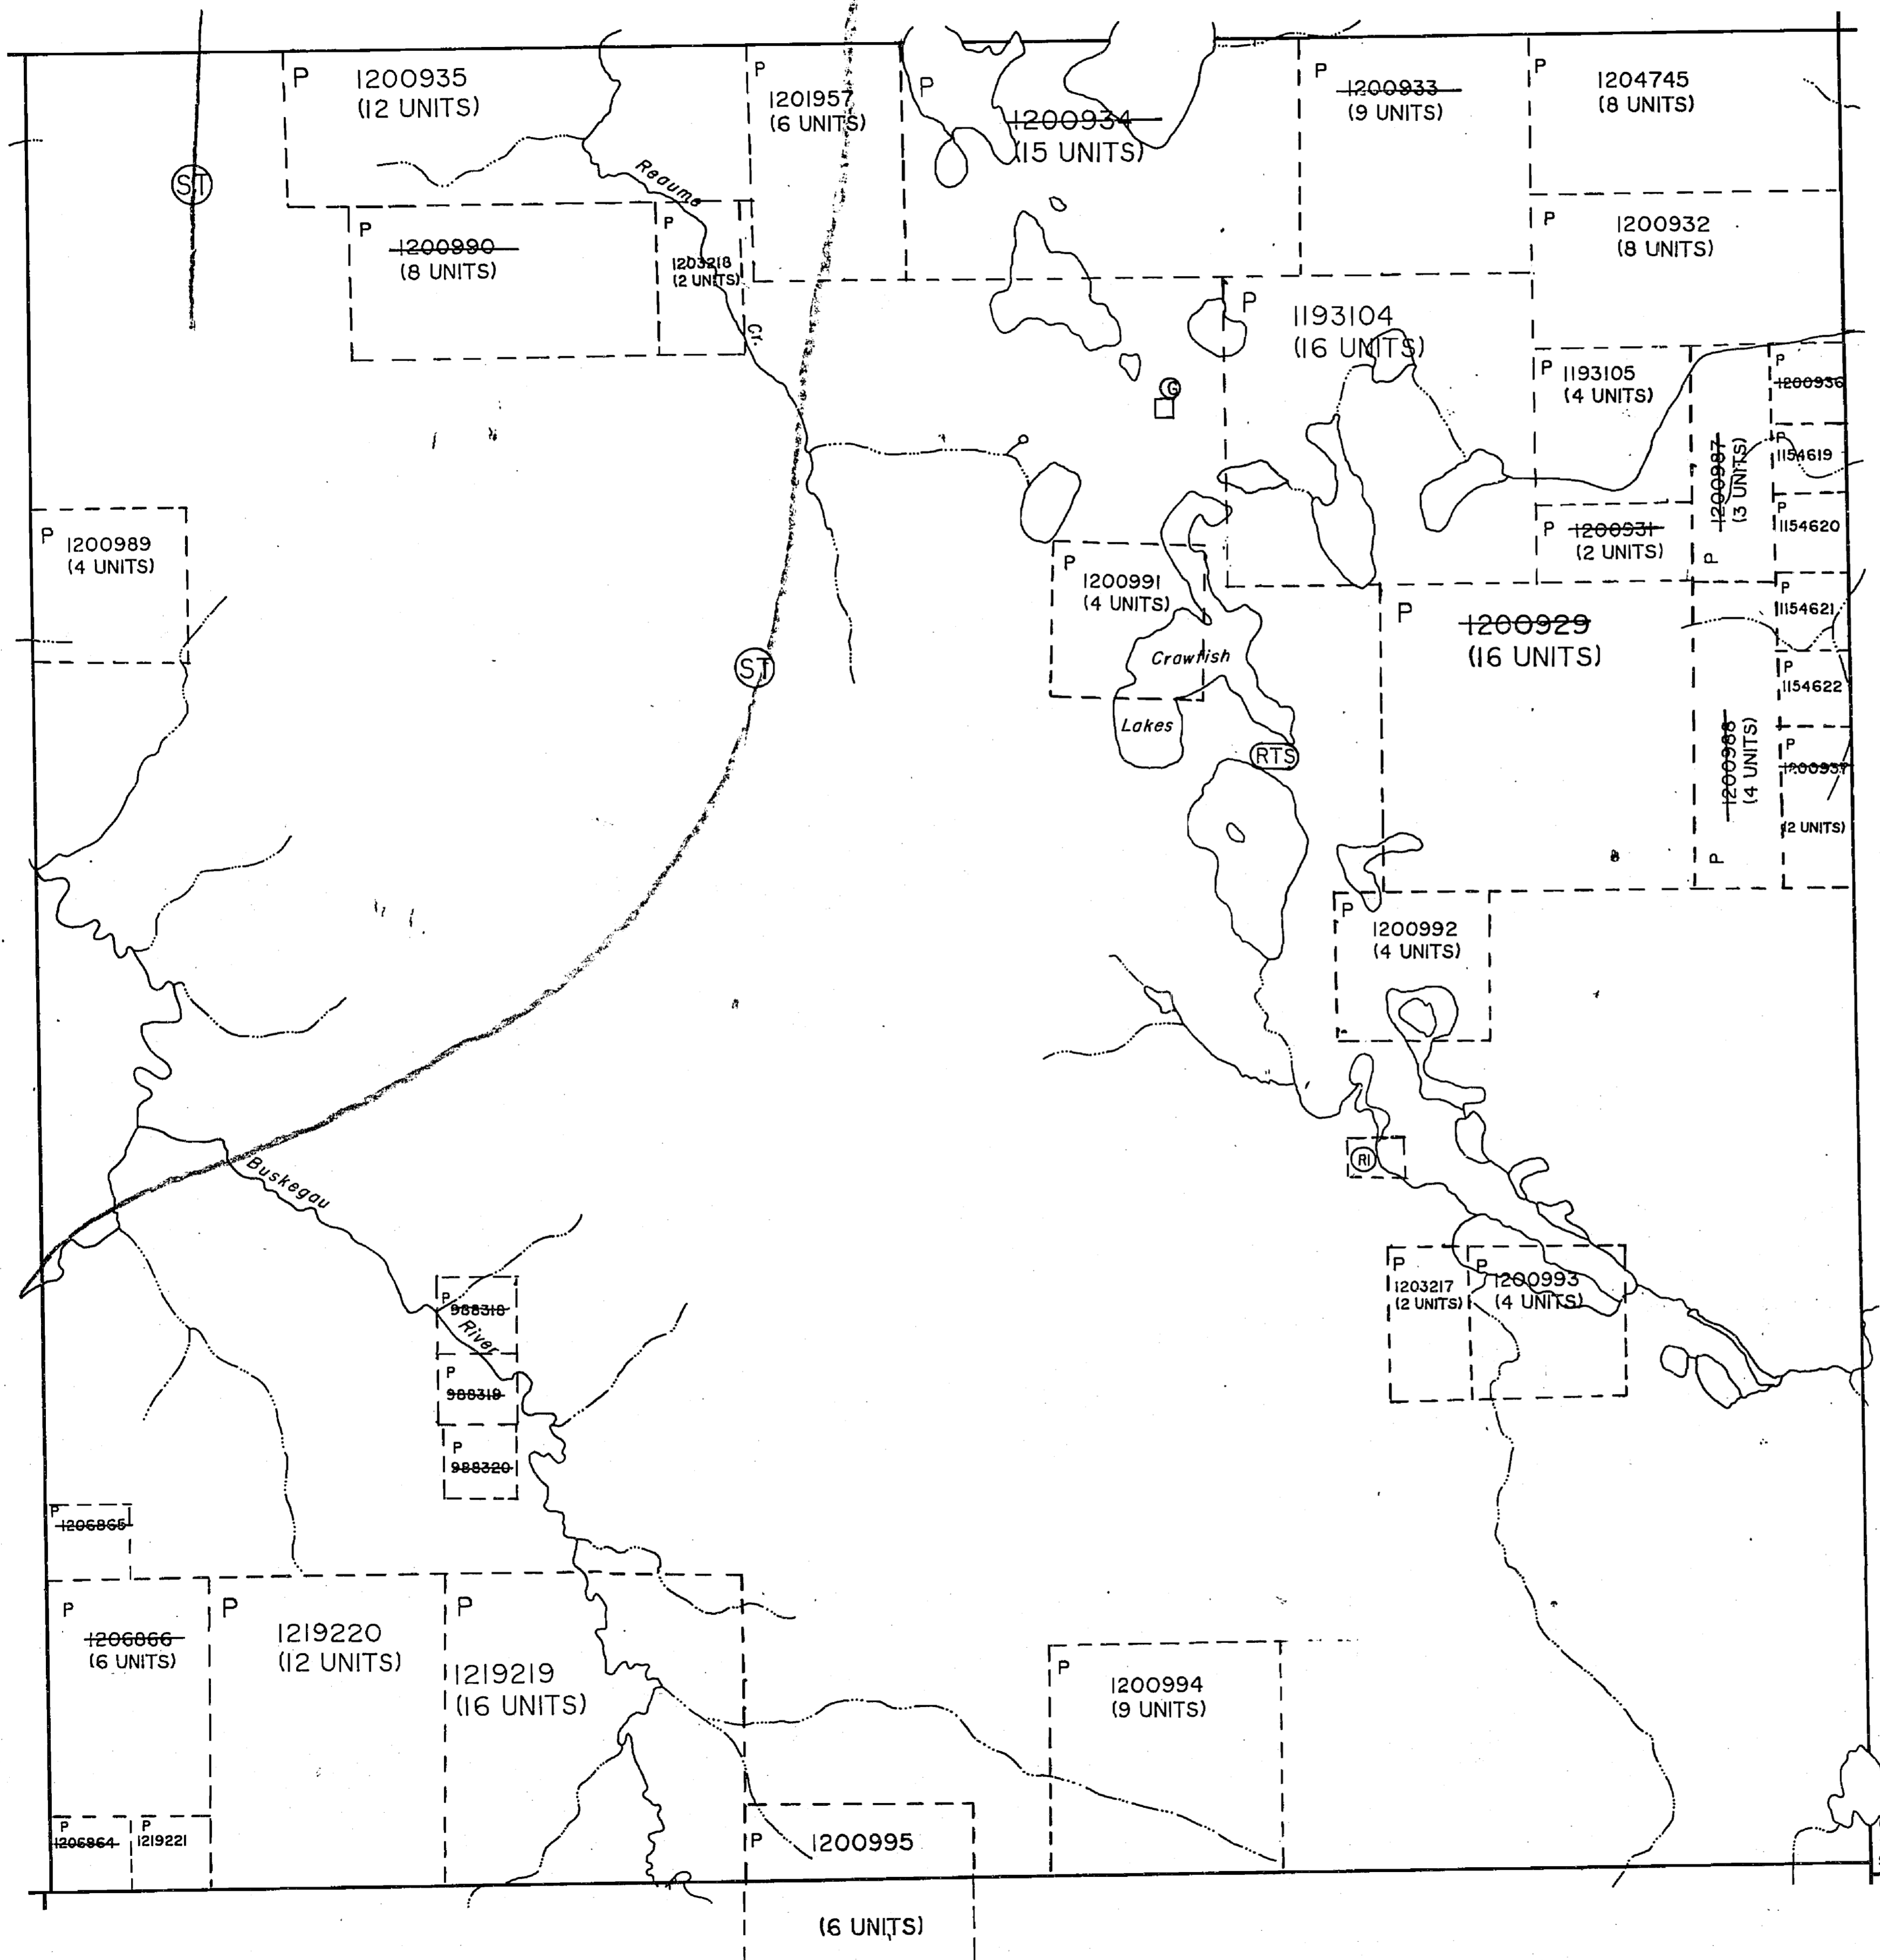 P
1200935
(12 UNITS)
P
1201957
(6 UNITS)
P
1200934
(15 UNITS)
P
1200933
(9 UNITS)
P
1204745
(8 UNITS)
ST
Reaume
Cr.
P
1200990
(8 UNITS)
P
1203218
(2 UNITS)
P
1200932
(8 UNITS)
P
1193104
(16 UNITS)
P
1193105
(4 UNITS)
P
1200936
G
P
1200987
(3 UNITS)
P
1154619
P
1154620
P
1200989
(4 UNITS)
P
1200931
(2 UNITS)
P
1200991
(4 UNITS)
P
1154621
P
1200929
(16 UNITS)
ST
Crawfish
Lakes
RTS
P
1154622
P
1200988
(4 UNITS)
P
1200937
(2 UNITS)
P
1200992
(4 UNITS)
RI
Buskegau
River
P
1203217
(2 UNITS)
P
1200993
(4 UNITS)
P
988318
P
988319
P
988320
P
1206865
P
1206866
(6 UNITS)
P
1219220
(12 UNITS)
P
1219219
(16 UNITS)
P
1200994
(9 UNITS)
P
1206864
P
1219221
P
1200995
(6 UNITS)